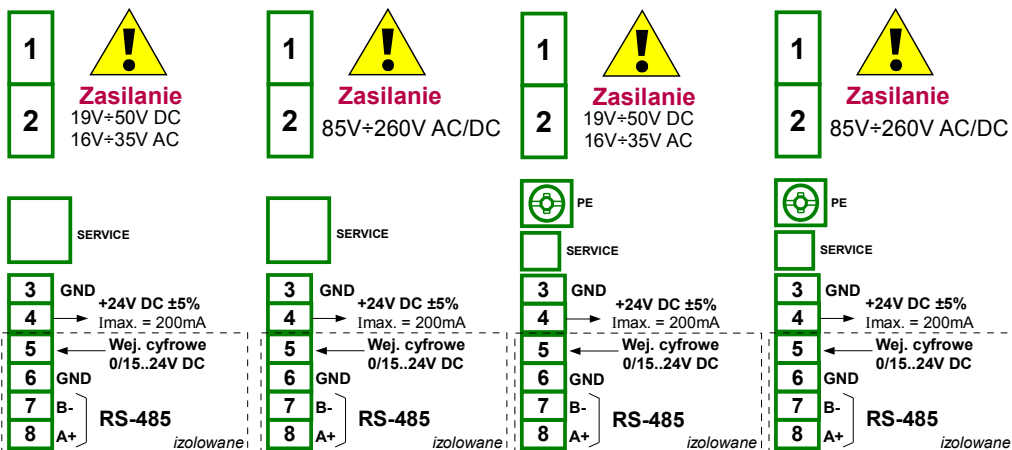 1
Zasilanie
2
19V÷50V DC
16V÷35V AC
SERVICE
3 GND
+24V DC ±5%
4
Imax. = 200mA
5 Wej. cyfrowe
0/15..24V DC
6 GND
7 B-
RS-485
8 A+
izolowane
1
Zasilanie
2 85V÷260V AC/DC
SERVICE
3 GND
+24V DC ±5%
4
Imax. = 200mA
5 Wej. cyfrowe
0/15..24V DC
6 GND
7 B-
RS-485
8 A+
izolowane
1
Zasilanie
2
19V÷50V DC
16V÷35V AC
PE
SERVICE
3 GND
+24V DC ±5%
4
Imax. = 200mA
5 Wej. cyfrowe
0/15..24V DC
6 GND
7 B-
RS-485
8 A+
izolowane
1
Zasilanie
2 85V÷260V AC/DC
PE
SERVICE
3 GND
+24V DC ±5%
4
Imax. = 200mA
5 Wej. cyfrowe
0/15..24V DC
6 GND
7 B-
RS-485
8 A+
izolowane